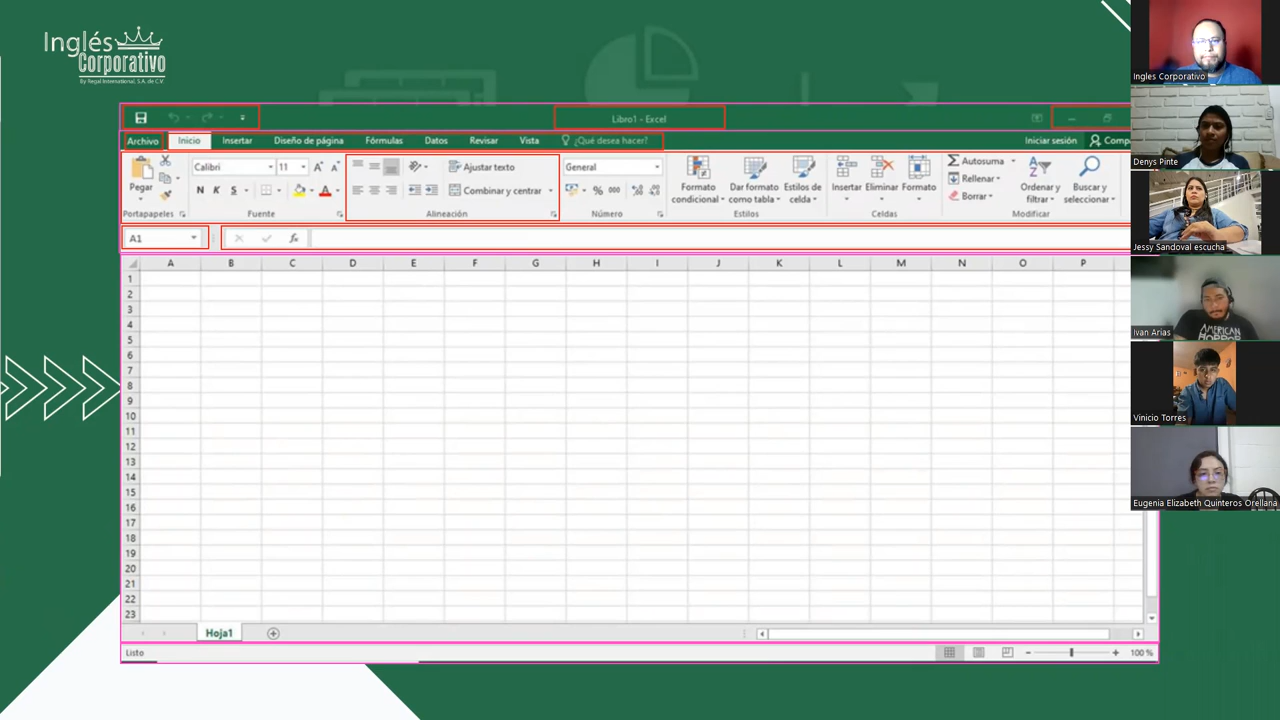 Inglés
Corporativo
By Regal International, S.A. de C.V.
Libro1 - Excel
Archivo Inicio Insertar Diseño de página Fórmulas Datos Revisar Vista ¿Qué desea hacer? Iniciar sesión Comp
Pegar
Portapapeles
Calibri 11
N K S A
Fuente
Ajustar texto
Combinar y centrar
Alineación
General
% 000
Número
Formato condicional
Dar formato como tabla
Estilos de celda
Estilos
Insertar Eliminar Formato
Celdas
Autosuma
Rellenar
Borrar
Ordenar y filtrar
Buscar y seleccionar
Modificar
A1 fx
A B C D E F G H I J K L M N O P
1
2
3
4
5
6
7
8
9
10
11
12
13
14
15
16
17
18
19
20
21
22
23
Hoja1
Listo 100 %
Ingles Corporativo
Denys Pinte
Jessy Sandoval escucha
AMERICAN
HORROR
Ivan Arias
Vinicio Torres
Eugenia Elizabeth Quinteros Orellana